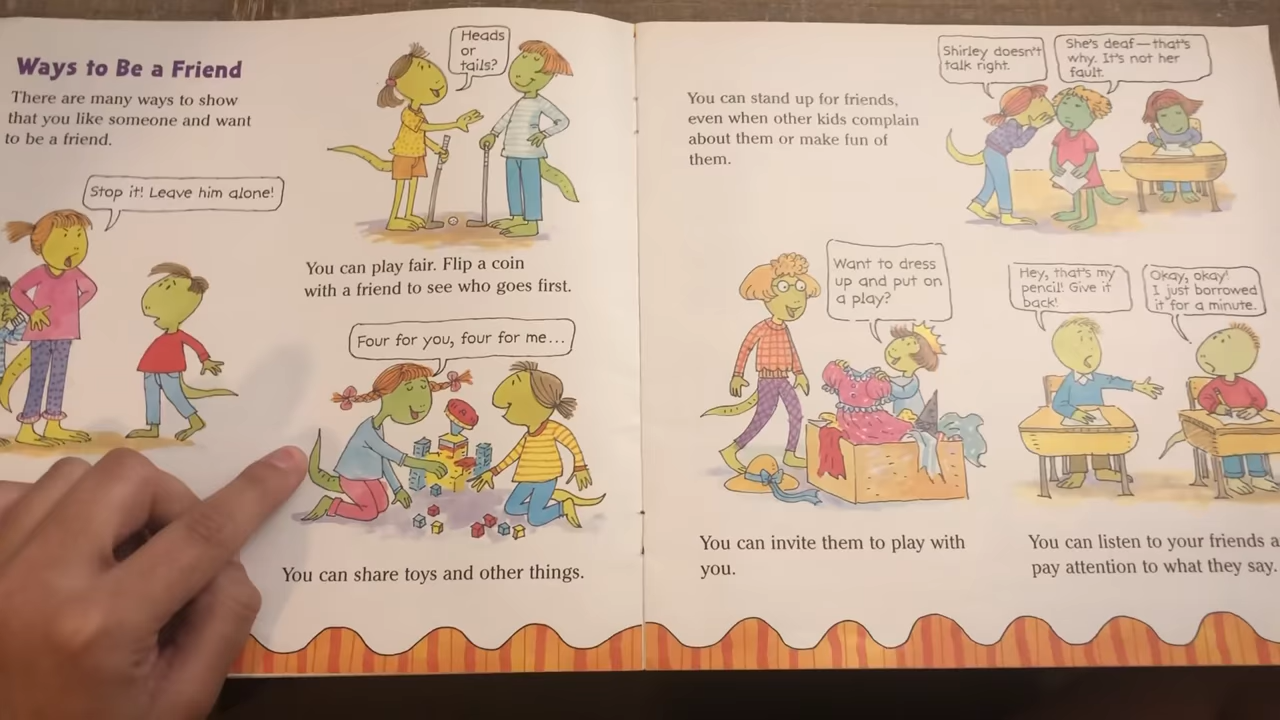 Ways to Be a Friend
There are many ways to show
that you like someone and want
to be a friend.
Stop it! Leave him alone!
Heads
or
tails?
You can play fair. Flip a coin
with a friend to see who goes first.
Four for you, four for me...
You can share toys and other things.
You can stand up for friends,
even when other kids complain
about them or make fun of
them.
Shirley doesn't
talk right.
She's deaf—that's
why. It's not her
fault.
Want to dress
up and put on
a play?
You can invite them to play with
you.
Hey, that's my
pencil! Give it
back!
Okay, okay!
I just borrowed
it for a minute.
You can listen to your friends a
pay attention to what they say.